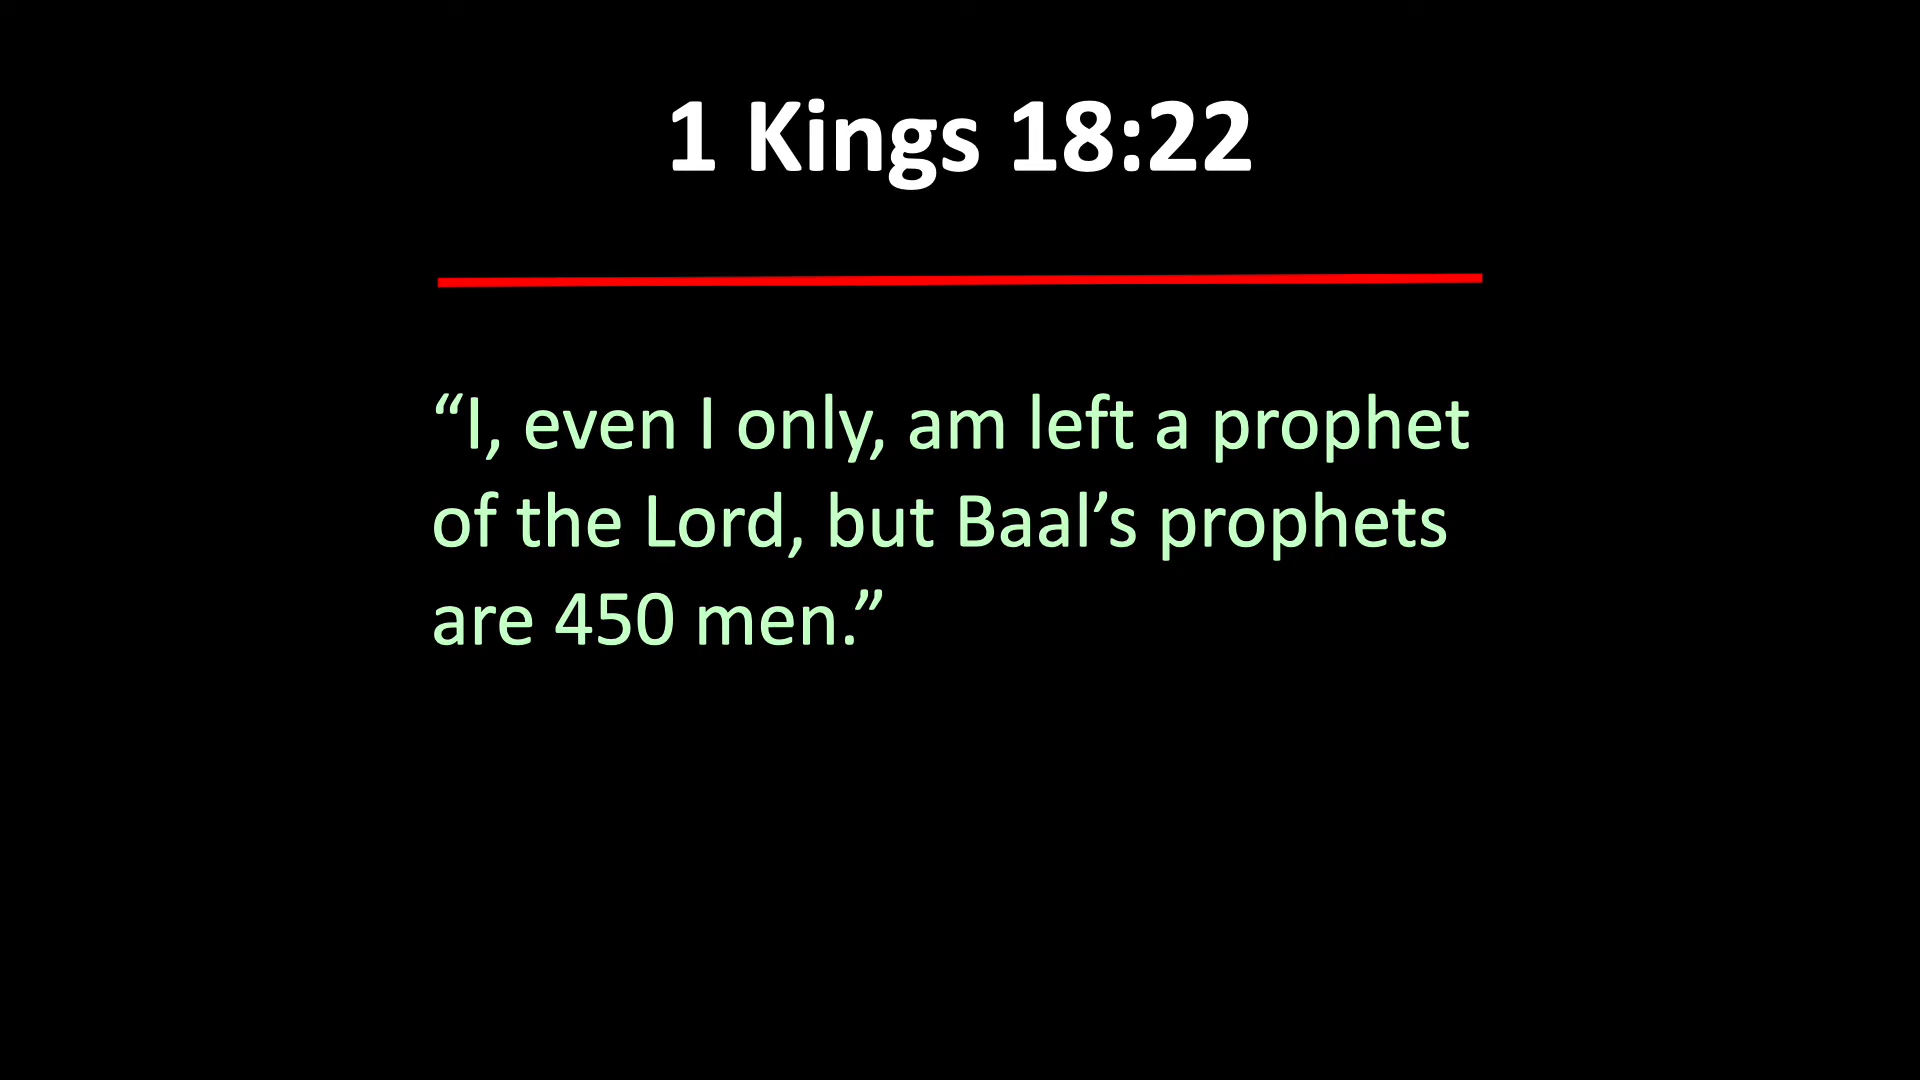 1 Kings 18:22
“I, even I only, am left a prophet
of the Lord, but Baal’s prophets
are 450 men.”